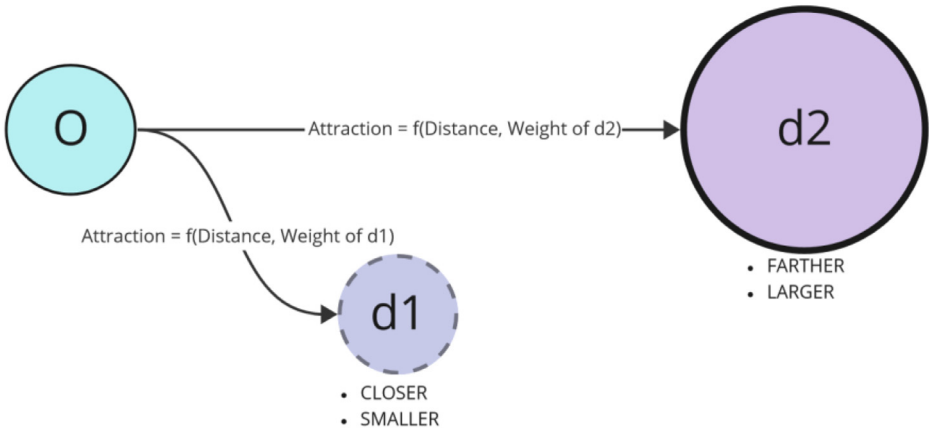 O
Attraction = f(Distance, Weight of d2)
d2
Attraction = f(Distance, Weight of d1)
d1
• FARTHER
• LARGER
• CLOSER
• SMALLER